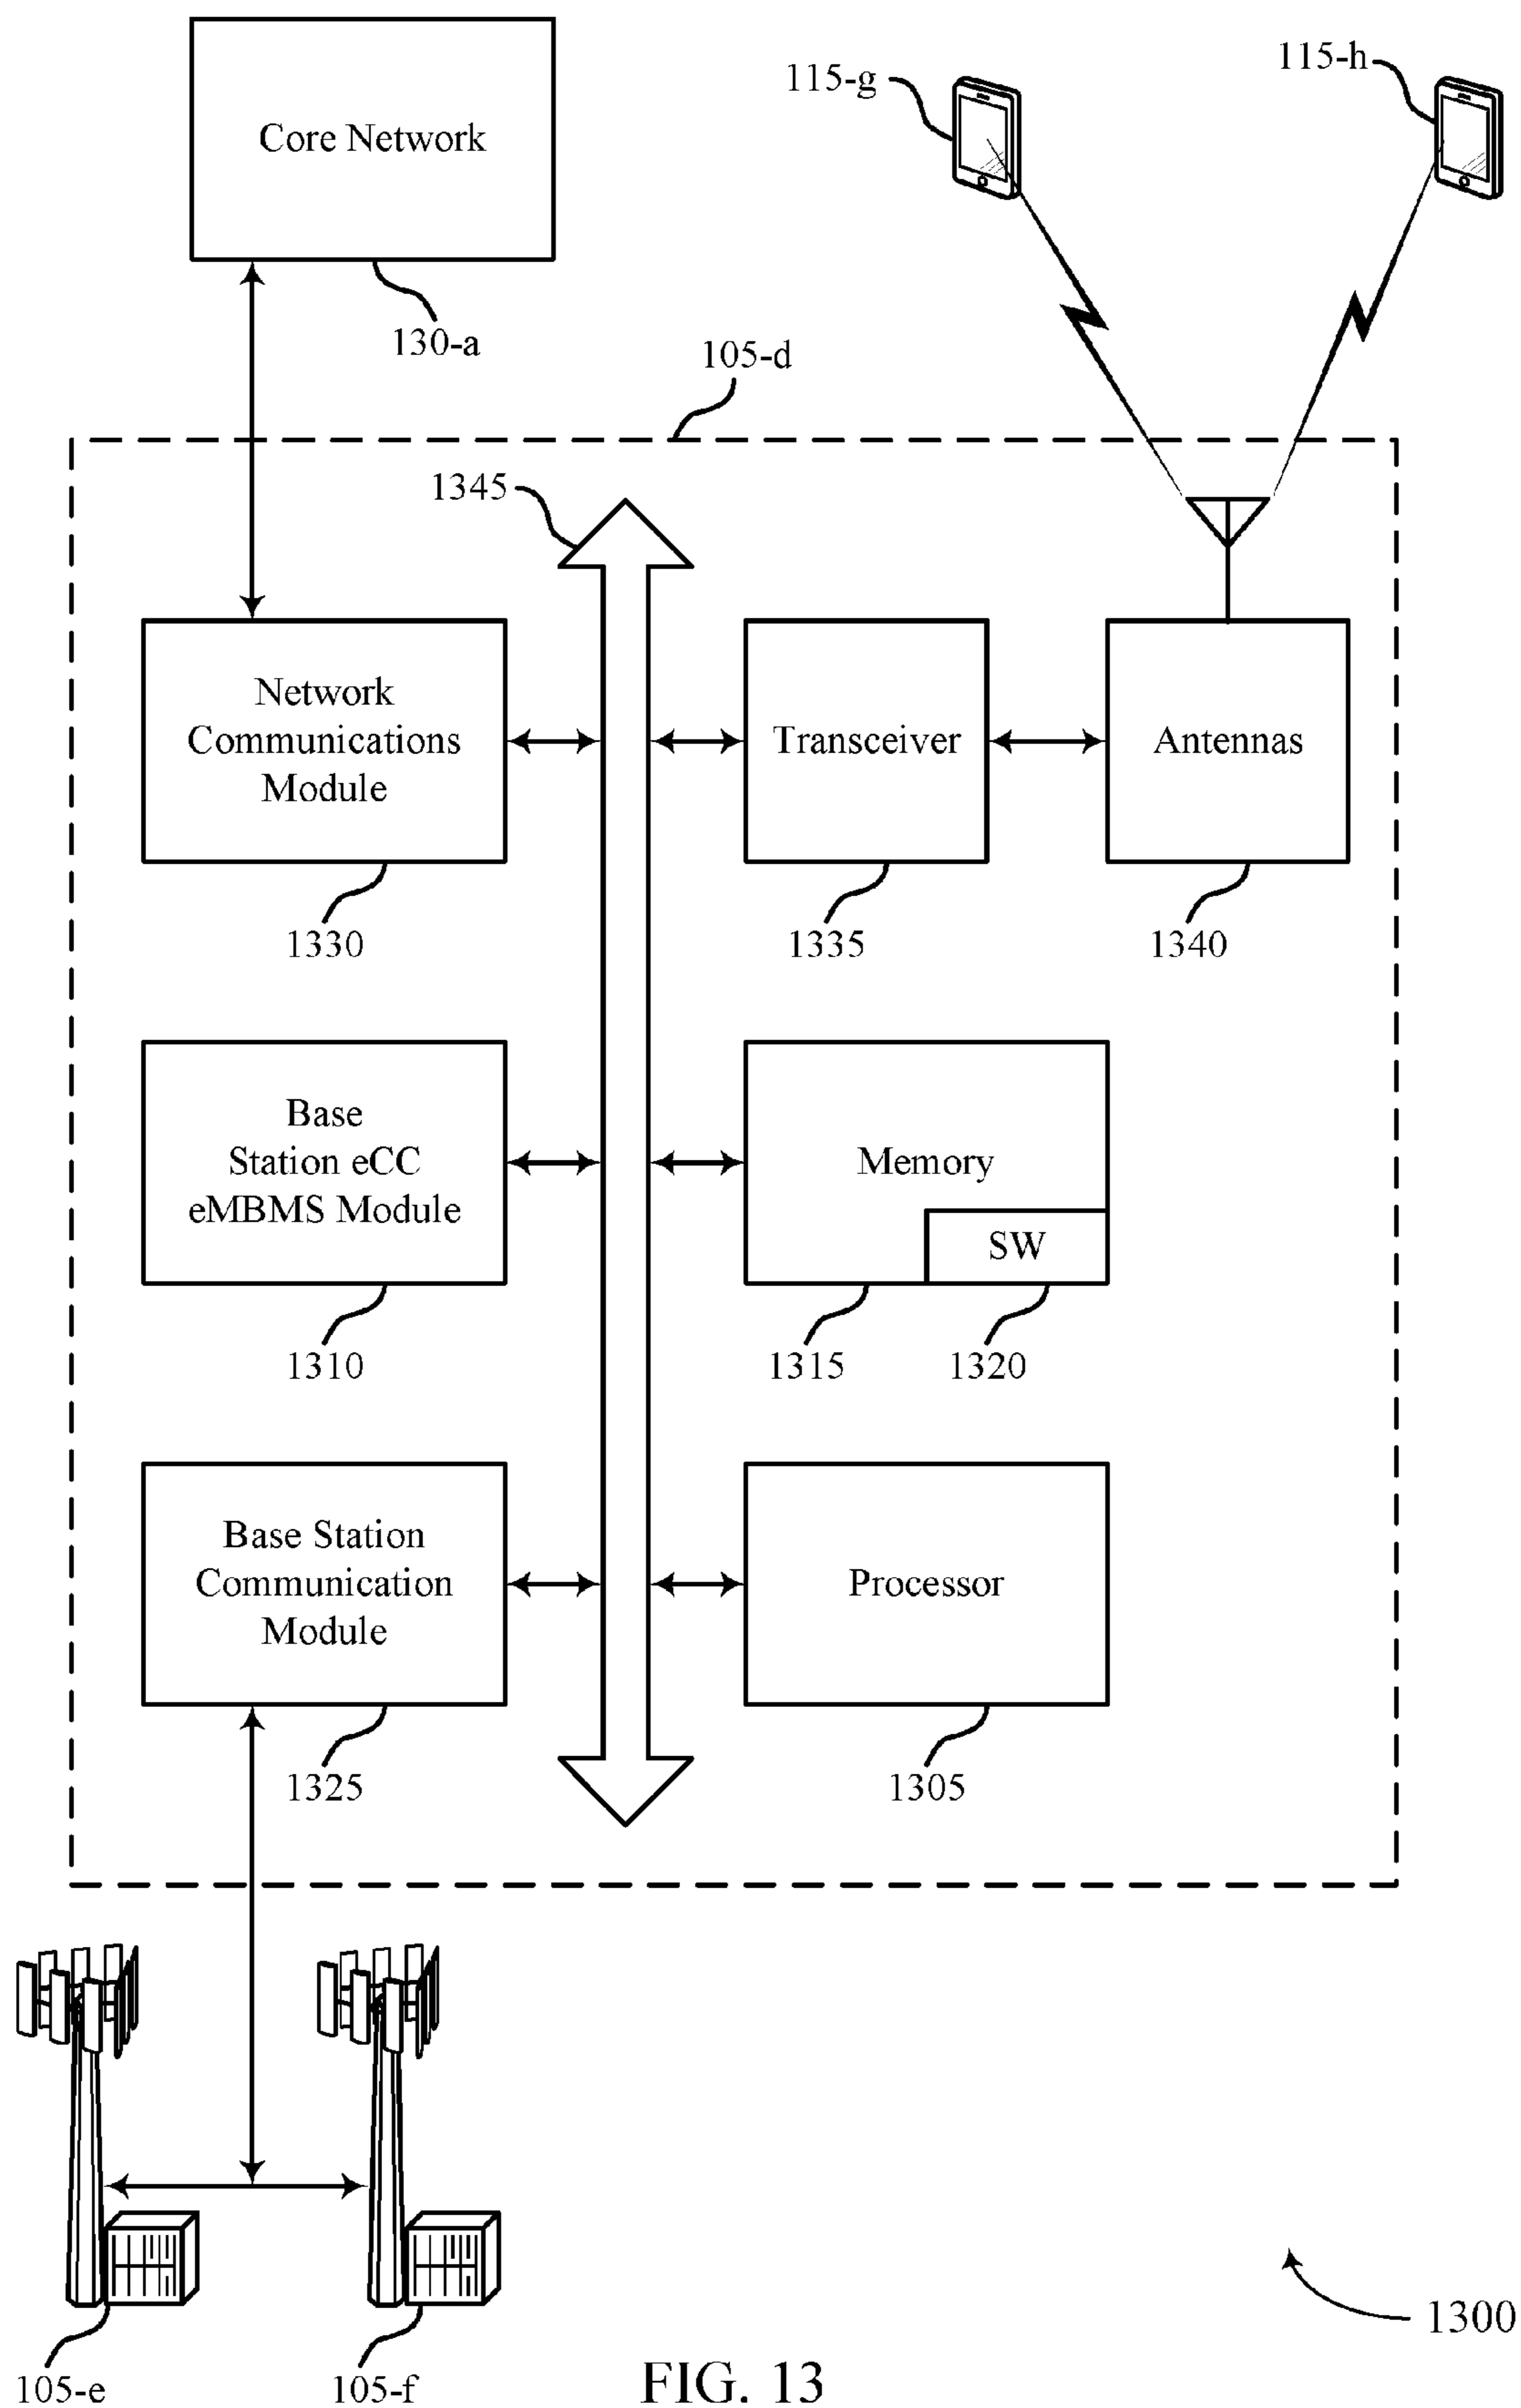 Core Network
130-a
115-g
115-h
105-d
1345
Network
Communications
Module
1330
Transceiver
1335
Antennas
1340
Base
Station eCC
eMBMS Module
1310
Memory
SW
1315
1320
Base Station
Communication
Module
1325
Processor
1305
105-e
105-f
1300
FIG. 13